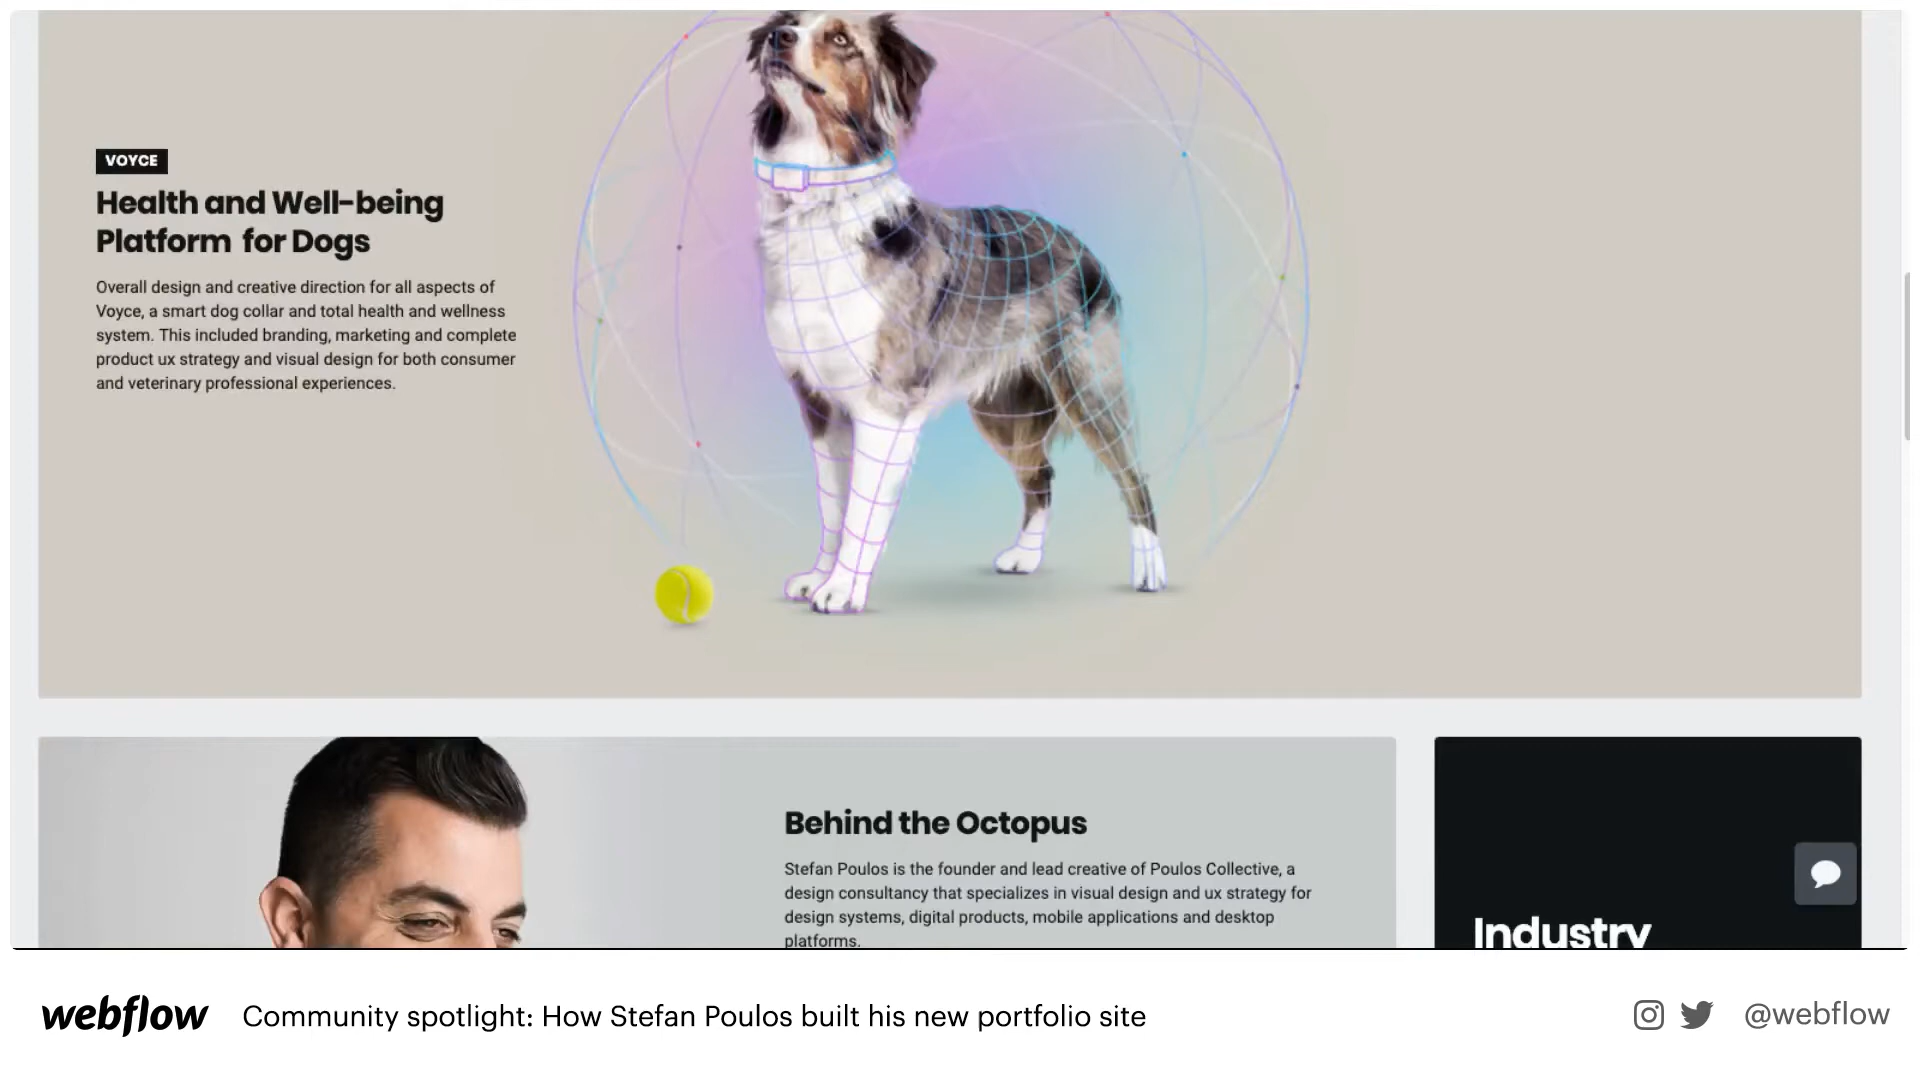 VOYCE
Health and Well-being
Platform for Dogs
Overall design and creative direction for all aspects of
Voyce, a smart dog collar and total health and wellness
system. This included branding, marketing and complete
product ux strategy and visual design for both consumer
and veterinary professional experiences.
Behind the Octopus
Stefan Poulos is the founder and lead creative of Poulos Collective, a
design consultancy that specializes in visual design and ux strategy for
design systems, digital products, mobile applications and desktop
platforms.
Industry
webflow
Community spotlight: How Stefan Poulos built his new portfolio site
@webflow